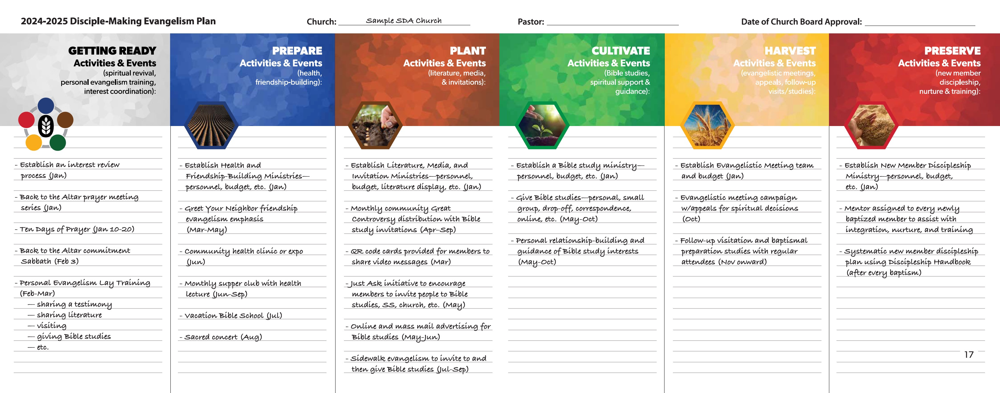 2024-2025 Disciple-Making Evangelism Plan
Church: Sample SDA Church
Pastor:
Date of Church Board Approval:
GETTING READY
Activities & Events
(spiritual revival,
personal evangelism training,
interest coordination):
- Establish an interest review
process (Jan)
- Back to the Altar prayer meeting
series (Jan)
- Ten Days of Prayer (Jan 10-20)
- Back to the Altar commitment
Sabbath (Feb 3)
- Personal Evangelism Lay Training
(Feb-Mar)
— sharing a testimony
— sharing literature
— visiting
— giving Bible studies
— etc.
PREPARE
Activities & Events
(health,
friendship-building):
- Establish Health and
Friendship-Building Ministries—
personnel, budget, etc. (Jan)
- Greet Your Neighbor friendship
evangelism emphasis
(Mar-May)
- Community health clinic or expo
(Jun)
- Monthly supper club with health
lecture (Jun-Sep)
- Vacation Bible School (Jul)
- Sacred concert (Aug)
PLANT
Activities & Events
(literature, media,
& invitations):
- Establish Literature, Media, and
Invitation Ministries—personnel,
budget, literature display, etc. (Jan)
- Monthly community Great
Controversy distribution with Bible
study invitations (Apr–Sep)
- QR code cards provided for members to
share video messages (Mar)
- Just Ask initiative to encourage
members to invite people to Bible
studies, SS, church, etc. (May)
- Online and mass mail advertising for
Bible studies (May-Jun)
- Sidewalk evangelism to invite to and
then give Bible studies (Jul-Sep)
CULTIVATE
Activities & Events
(Bible studies,
spiritual support &
guidance):
- Establish a Bible study ministry—
personnel, budget, etc. (Jan)
- Give Bible studies—personal, small
group, drop-off, correspondence,
online, etc. (May-Oct)
- Personal relationship-building and
guidance of Bible study interests
(May-Oct)
HARVEST
Activities & Events
(evangelistic meetings,
appeals, follow-up
visits/studies):
- Establish Evangelistic Meeting team
and budget (Jan)
- Evangelistic meeting campaign
w/appeals for spiritual decisions
(Oct)
- Follow-up visitation and baptismal
preparation studies with regular
attendees (Nov onward)
PRESERVE
Activities & Events
(new member
discipleship,
nurture & training):
- Establish New Member Discipleship
Ministry—personnel, budget,
etc. (Jan)
- Mentor assigned to every newly
baptized member to assist with
integration, nurture, and training
- Systematic new member discipleship
plan using Discipleship Handbook
(after every baptism)
17